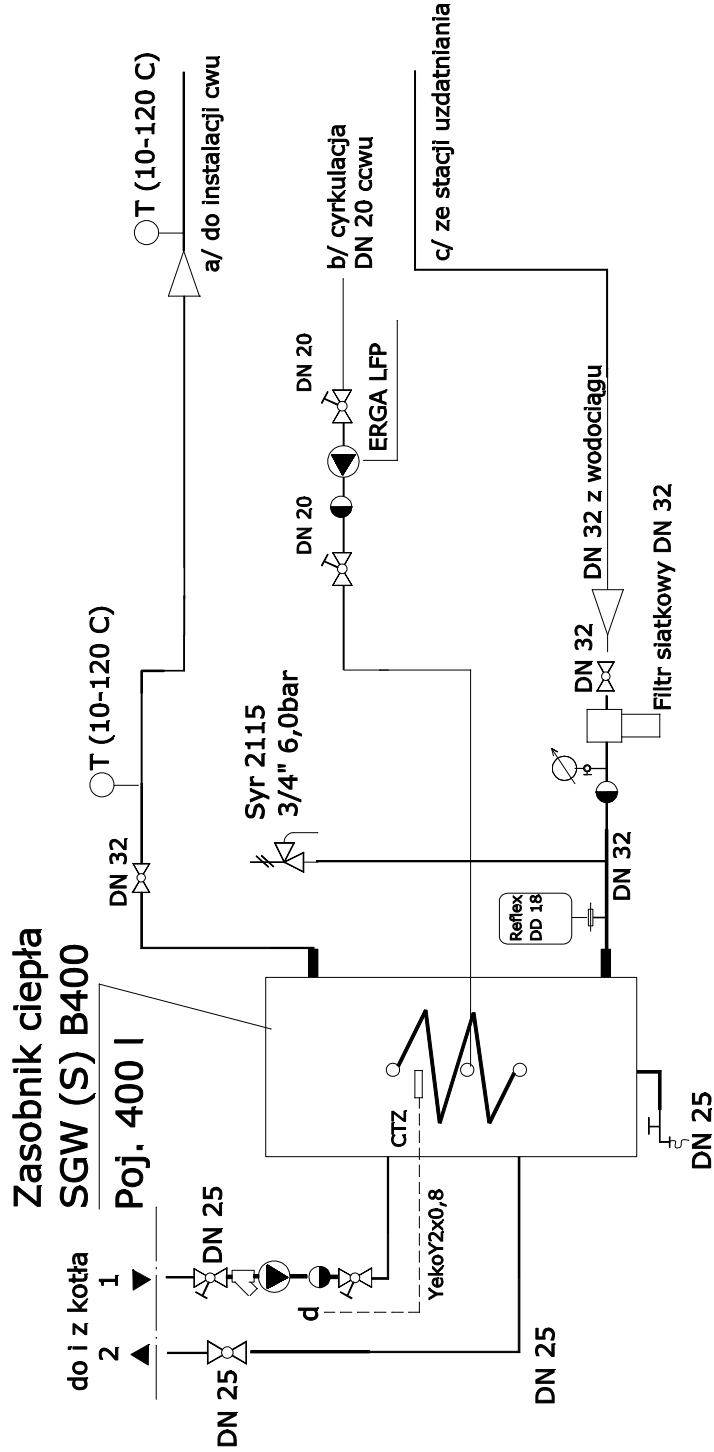 Zasobnik ciepła
SGW (S) B400
Poj. 400 l
do i z kotła
2
1
DN 25
DN 25
d
YekoY2x0,8
CTZ
DN 25
DN 25
DN 32
T (10-120 C)
T (10-120 C)
a/ do instalacji cwu
Syr 2115
3/4" 6,0bar
DN 20
DN 20
ERGA LFP
b/ cyrkulacja
DN 20 ccwu
c/ ze stacji uzdatniania
Reflex
DD 18
DN 32
DN 32
DN 32 z wodociągu
Filtr siatkowy DN 32